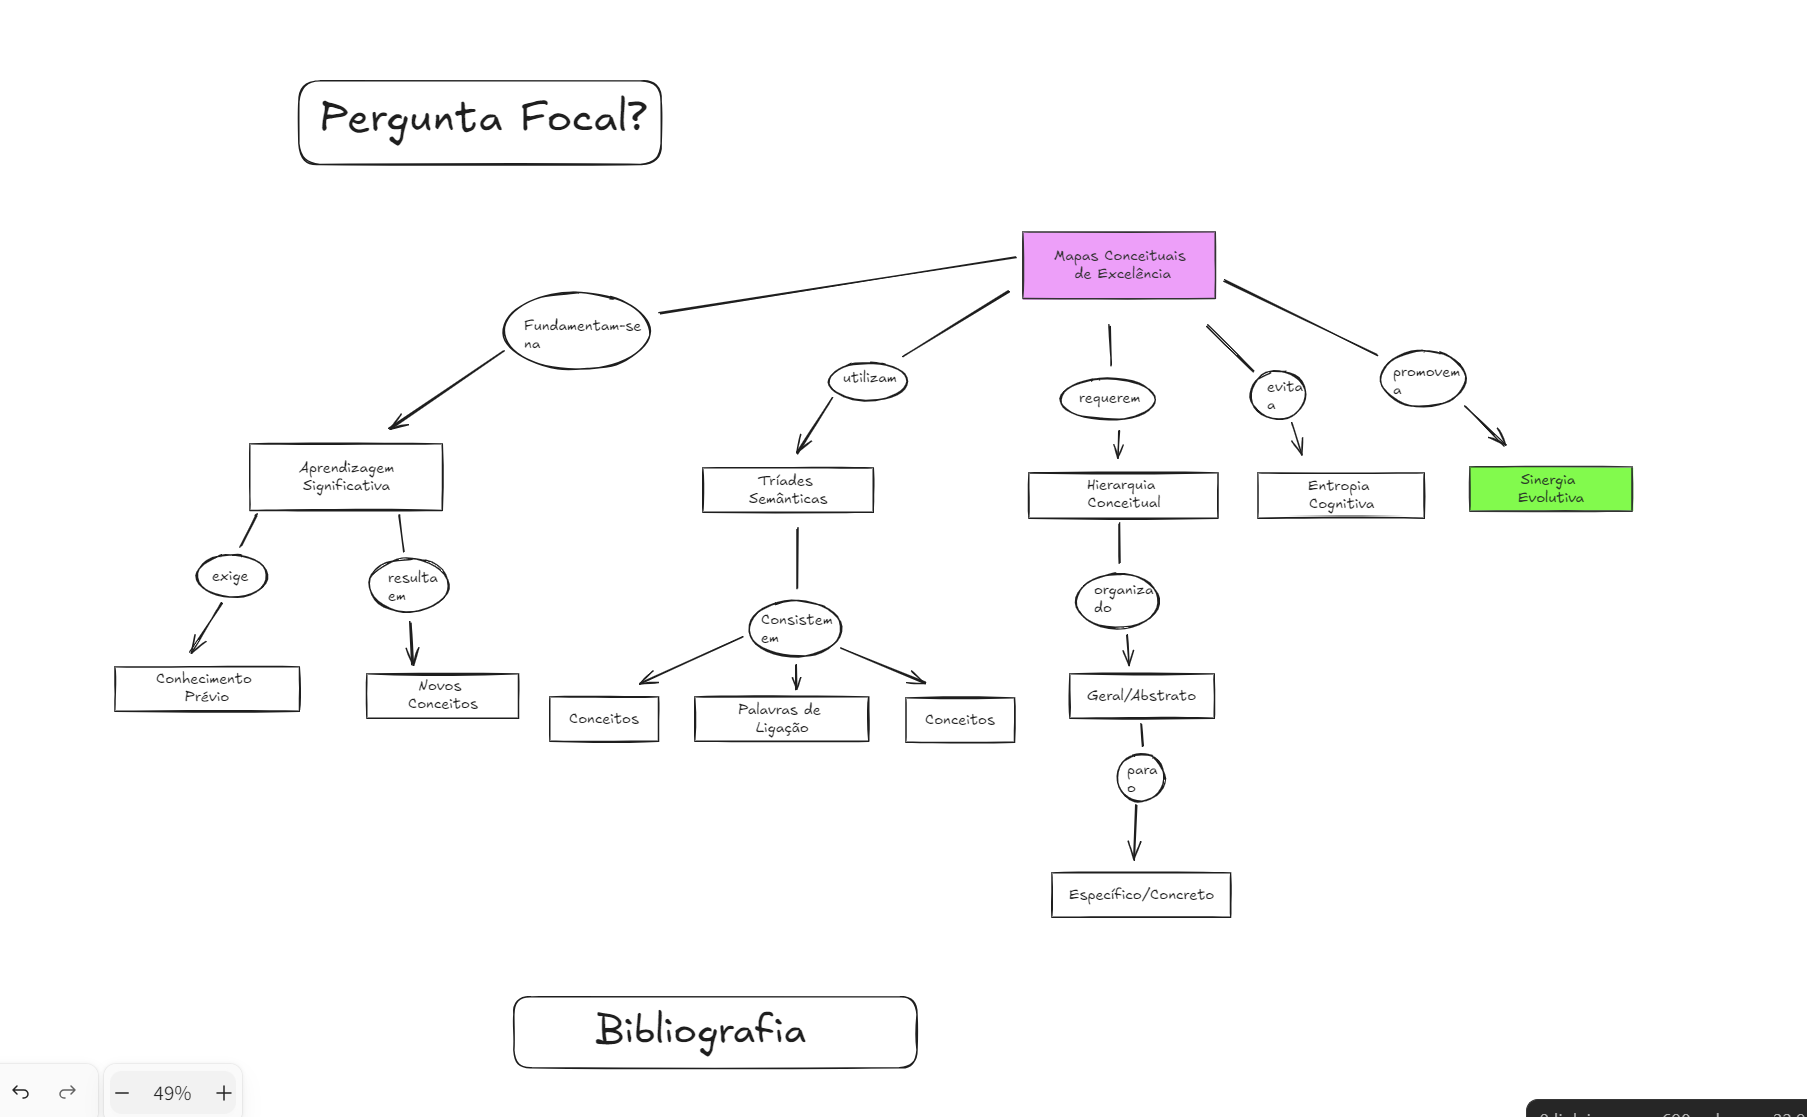 Pergunta Focal?
Mapas Conceituais
de Excelência
Fundamentam-se
na
utilizam
requerem
evita
a
promovem
a
Aprendizagem
Significativa
Tríades
Semânticas
Hierarquia
Conceitual
Entropia
Cognitiva
Sinergia
Evolutiva
exige
resulta
em
Consistem
em
organiza
do
Conhecimento
Prévio
Novos
Conceitos
Conceitos
Palavras de
Ligação
Conceitos
Geral/Abstrato
para
o
Específico/Concreto
Bibliografia
49%